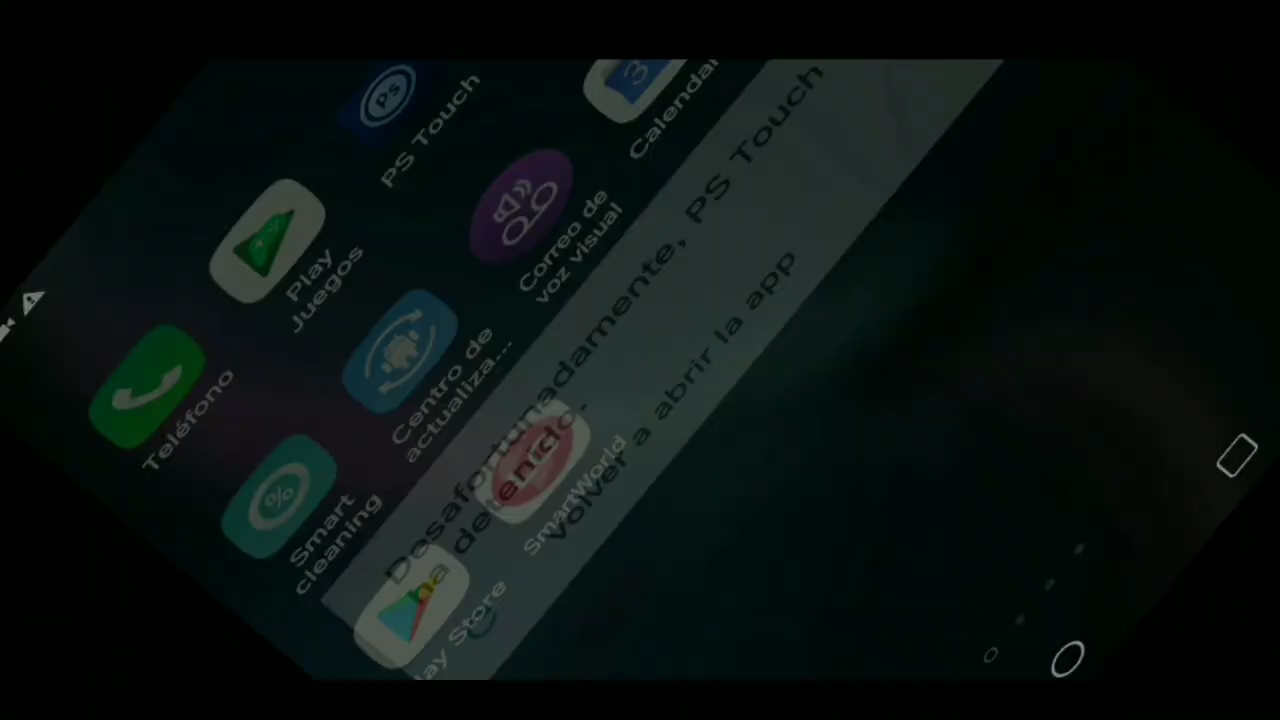 PS Touch
Calendar
Play
Juegos
Correo de
voz visual
Teléfono
Centro de
actualiza...
Smart
cleaning
SmartWorld
Play Store
Desafortunadamente, PS Touch
detenido.
Volver a abrir la app